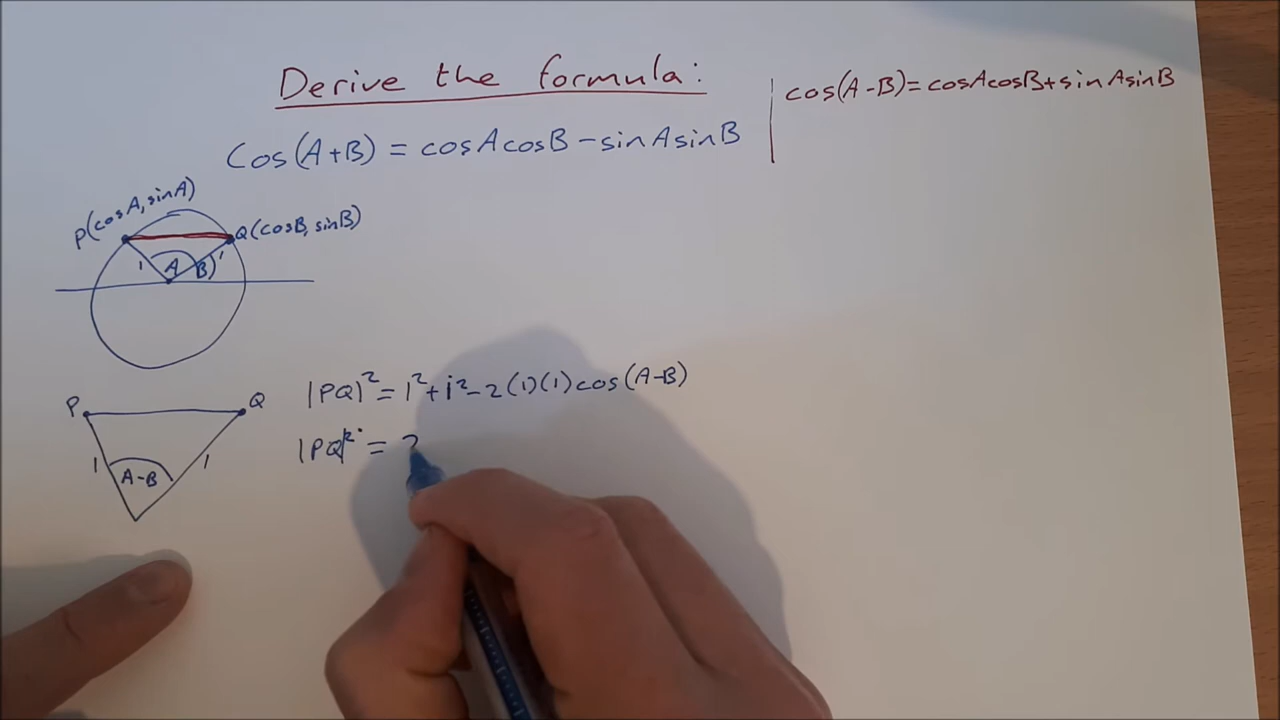 Derive the formula:
cos(A-B)=cosAcosB+sinAsinB
Cos(A+B) = cosAcosB-sinAsinB
P(cosA,sinA)
Q(cosB, sinB)
1 A B 1
P Q
1 A-B 1
|PQ|² = 1²+1²-2(1)(1)cos(A-B)
|PQ|² = 2